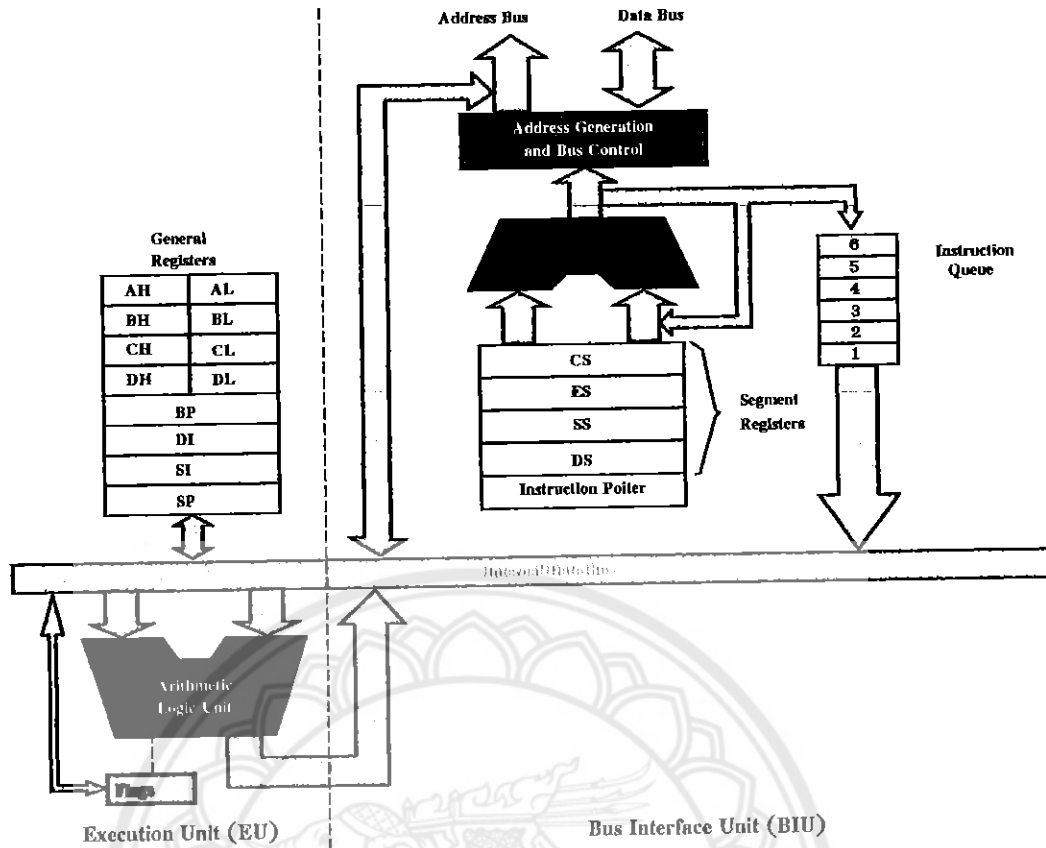 Address Bus
Data Bus
Address Generation
and Bus Control
General
Registers
AH AL
BH BL
CH CL
DH DL
BP
DI
SI
SP
6
5
4
3
2
1
Instruction
Queue
CS
ES
SS
DS
Instruction Poiter
Segment
Registers
Arithmetic
Logic Unit
Flags
Execution Unit (EU)
Bus Interface Unit (BIU)